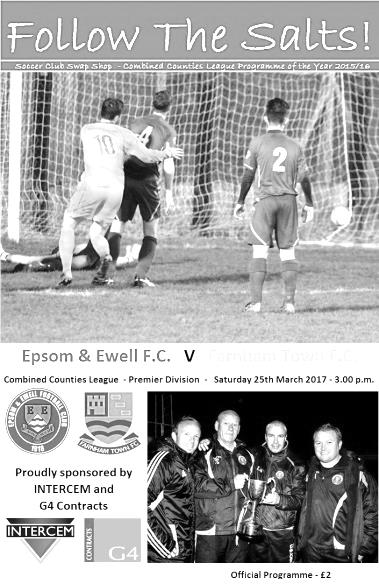 Follow The Salts!
Soccer Club Swap Shop - Combined Counties League Programme of the Year 2015/16
10
4
2
Epsom & Ewell F.C. V Farnham Town F.C.
Combined Counties League - Premier Division - Saturday 25th March 2017 - 3.00 p.m.
EPSOM & EWELL FOOTBALL CLUB
E E
1918
FARNHAM TOWN FC
Proudly sponsored by
INTERCEM and
G4 Contracts
INTERCEM
CONTRACTS
G4
Official Programme - £2